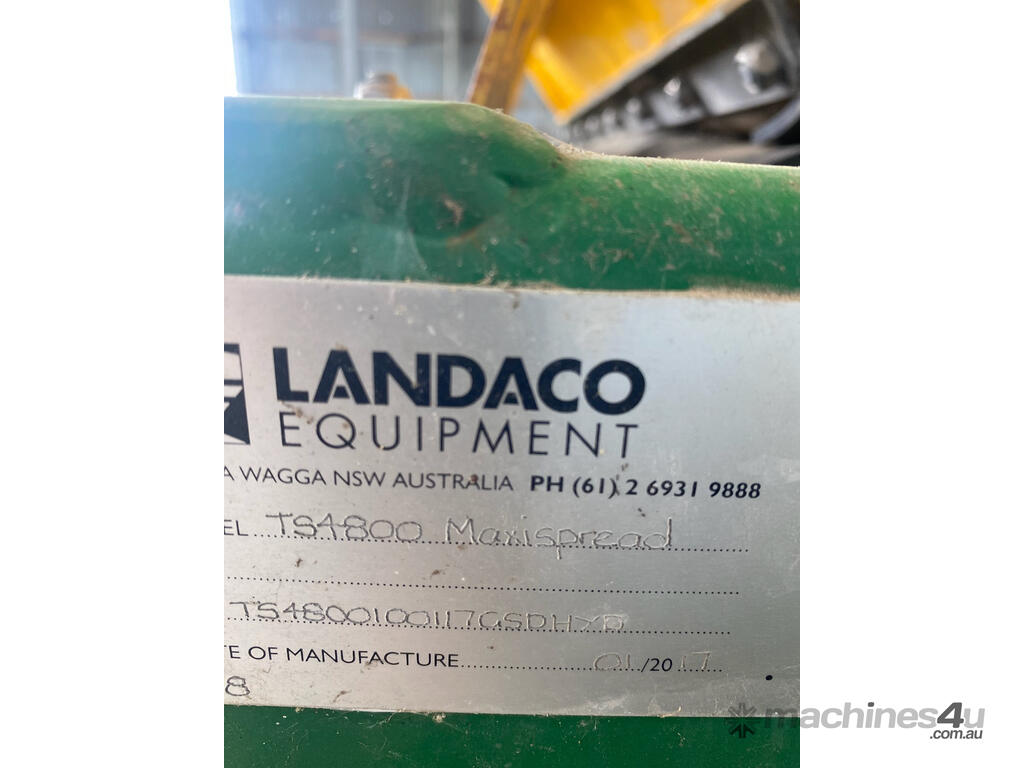 LANDACO
EQUIPMENT
A WAGGA NSW AUSTRALIA PH (61) 2 6931 9888
EL TS4800 Maxispread
TS4800100117GSDHYD
TE OF MANUFACTURE 01/2017
8
machines4u
.com.au